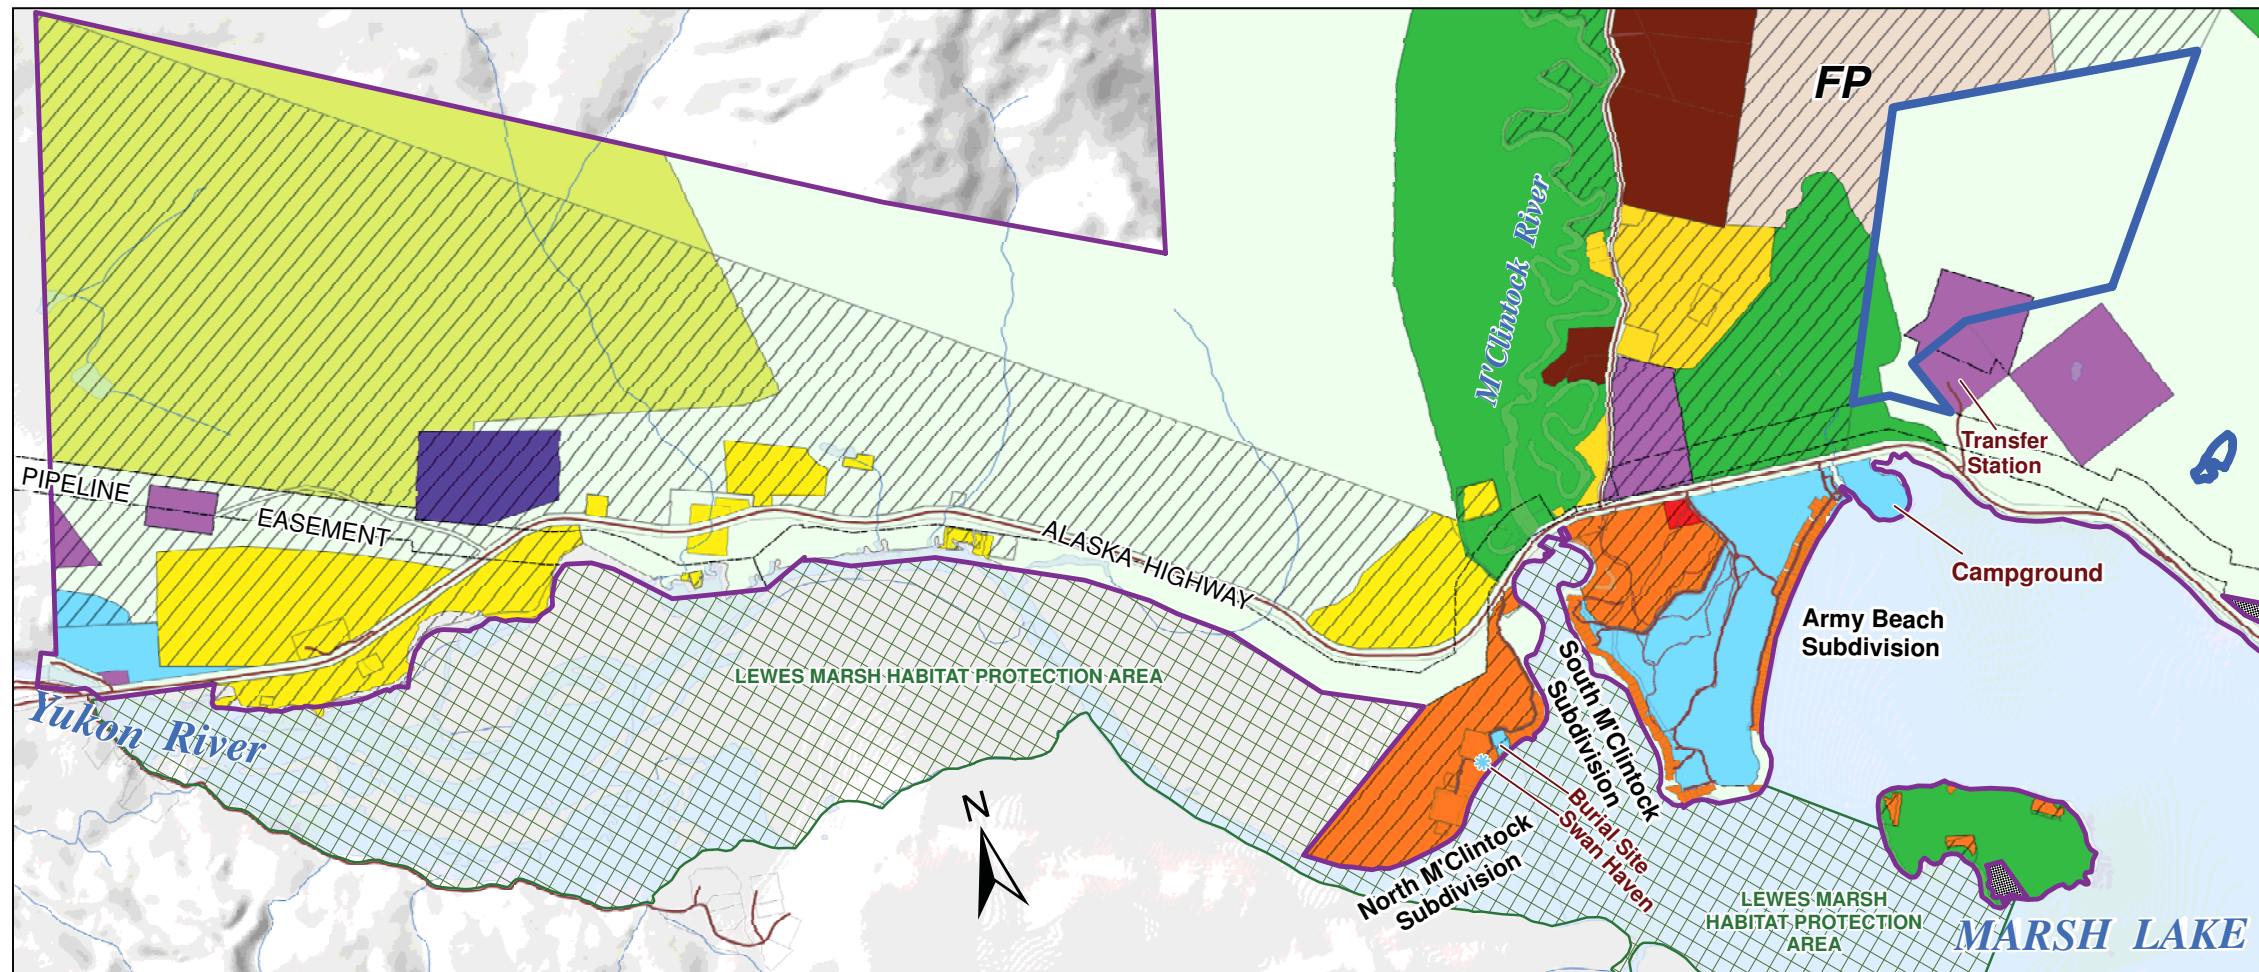 FP
M'Clintock River
PIPELINE
EASEMENT
ALASKA HIGHWAY
Transfer
Station
Campground
Army Beach
Subdivision
LEWES MARSH HABITAT PROTECTION AREA
South M'Clintock
Subdivision
Yukon River
Burial Site
Swan Haven
N
North M'Clintock
Subdivision
LEWES MARSH
HABITAT PROTECTION
AREA
MARSH LAKE